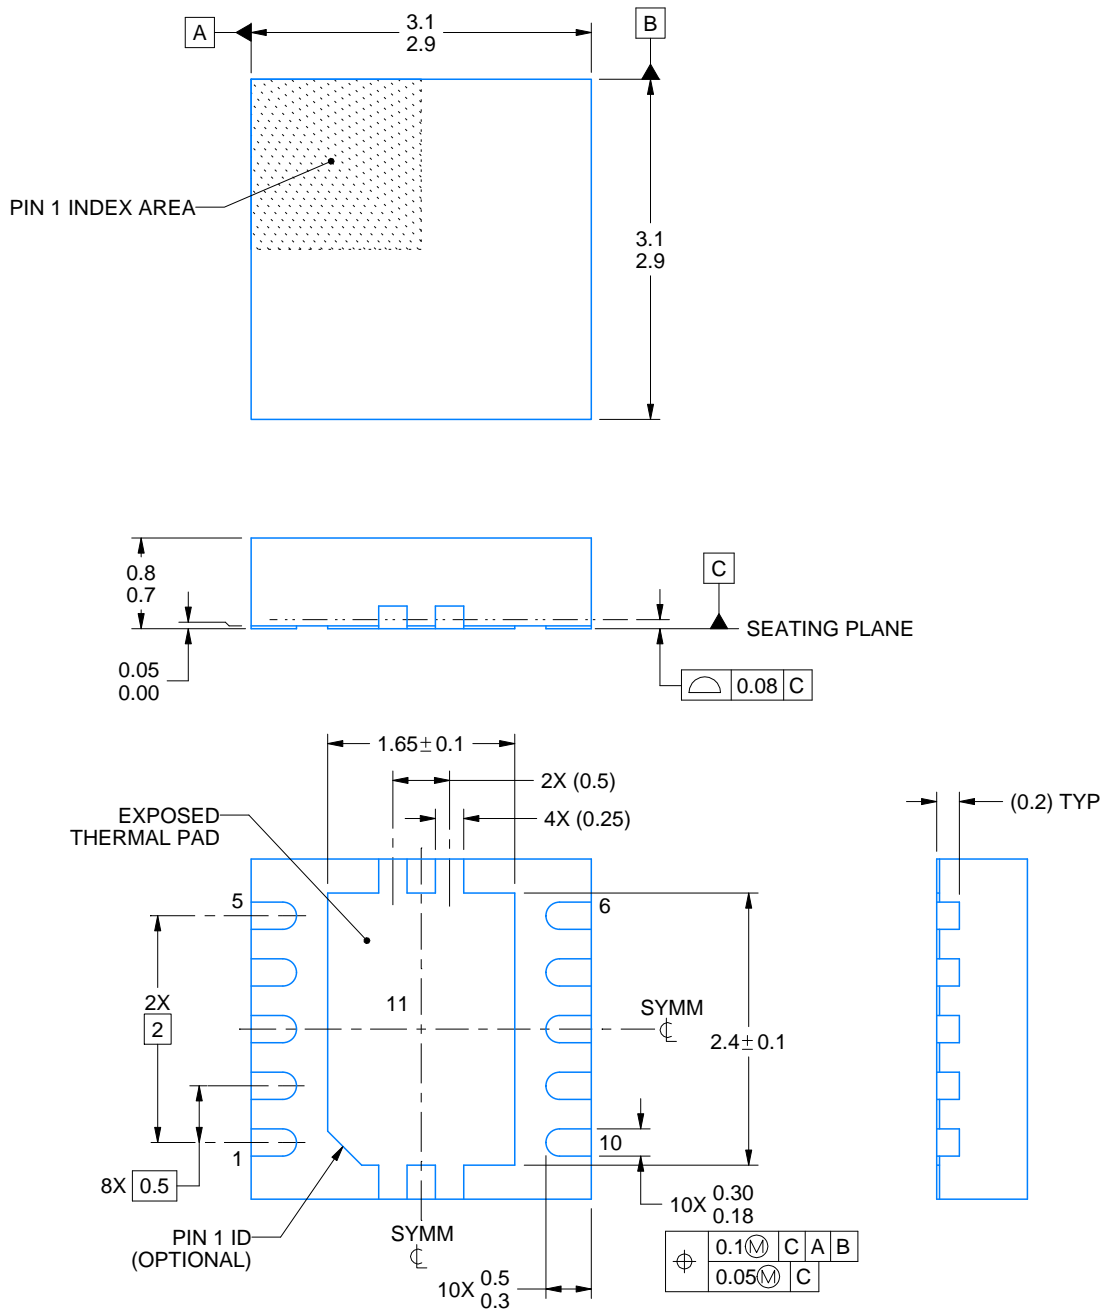 A
3.1
2.9
B
PIN 1 INDEX AREA
3.1
2.9
0.8
0.7
C
SEATING PLANE
0.05
0.00
0.08 C
1.65± 0.1
2X (0.5)
(0.2) TYP
4X (0.25)
EXPOSED
THERMAL PAD
5
6
11
2X
2
SYMM
℄
2.4± 0.1
1
10
8X 0.5
10X 0.30
0.18
PIN 1 ID
(OPTIONAL)
SYMM
℄
0.1Ⓜ C A B
0.05Ⓜ C
10X 0.5
0.3